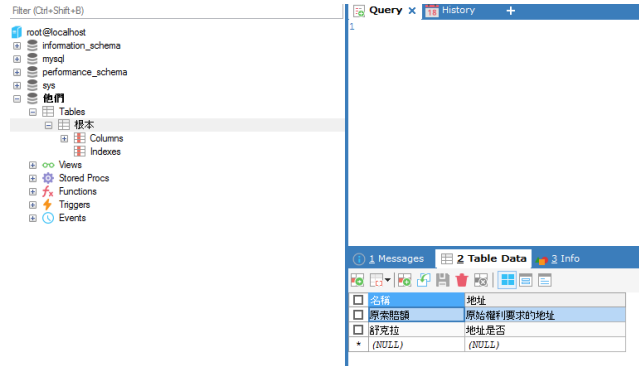 Filter (Ctrl+Shift+B)
root@localhost
information_schema
mysql
performance_schema
sys
他們
Tables
根本
Columns
Indexes
Views
Stored Procs
Functions
Triggers
Events
Query
History
1
1 Messages
2 Table Data
3 Info
名稱 地址
原索賠額 原始權利要求的地址
舒克拉 地址是否
* (NULL) (NULL)